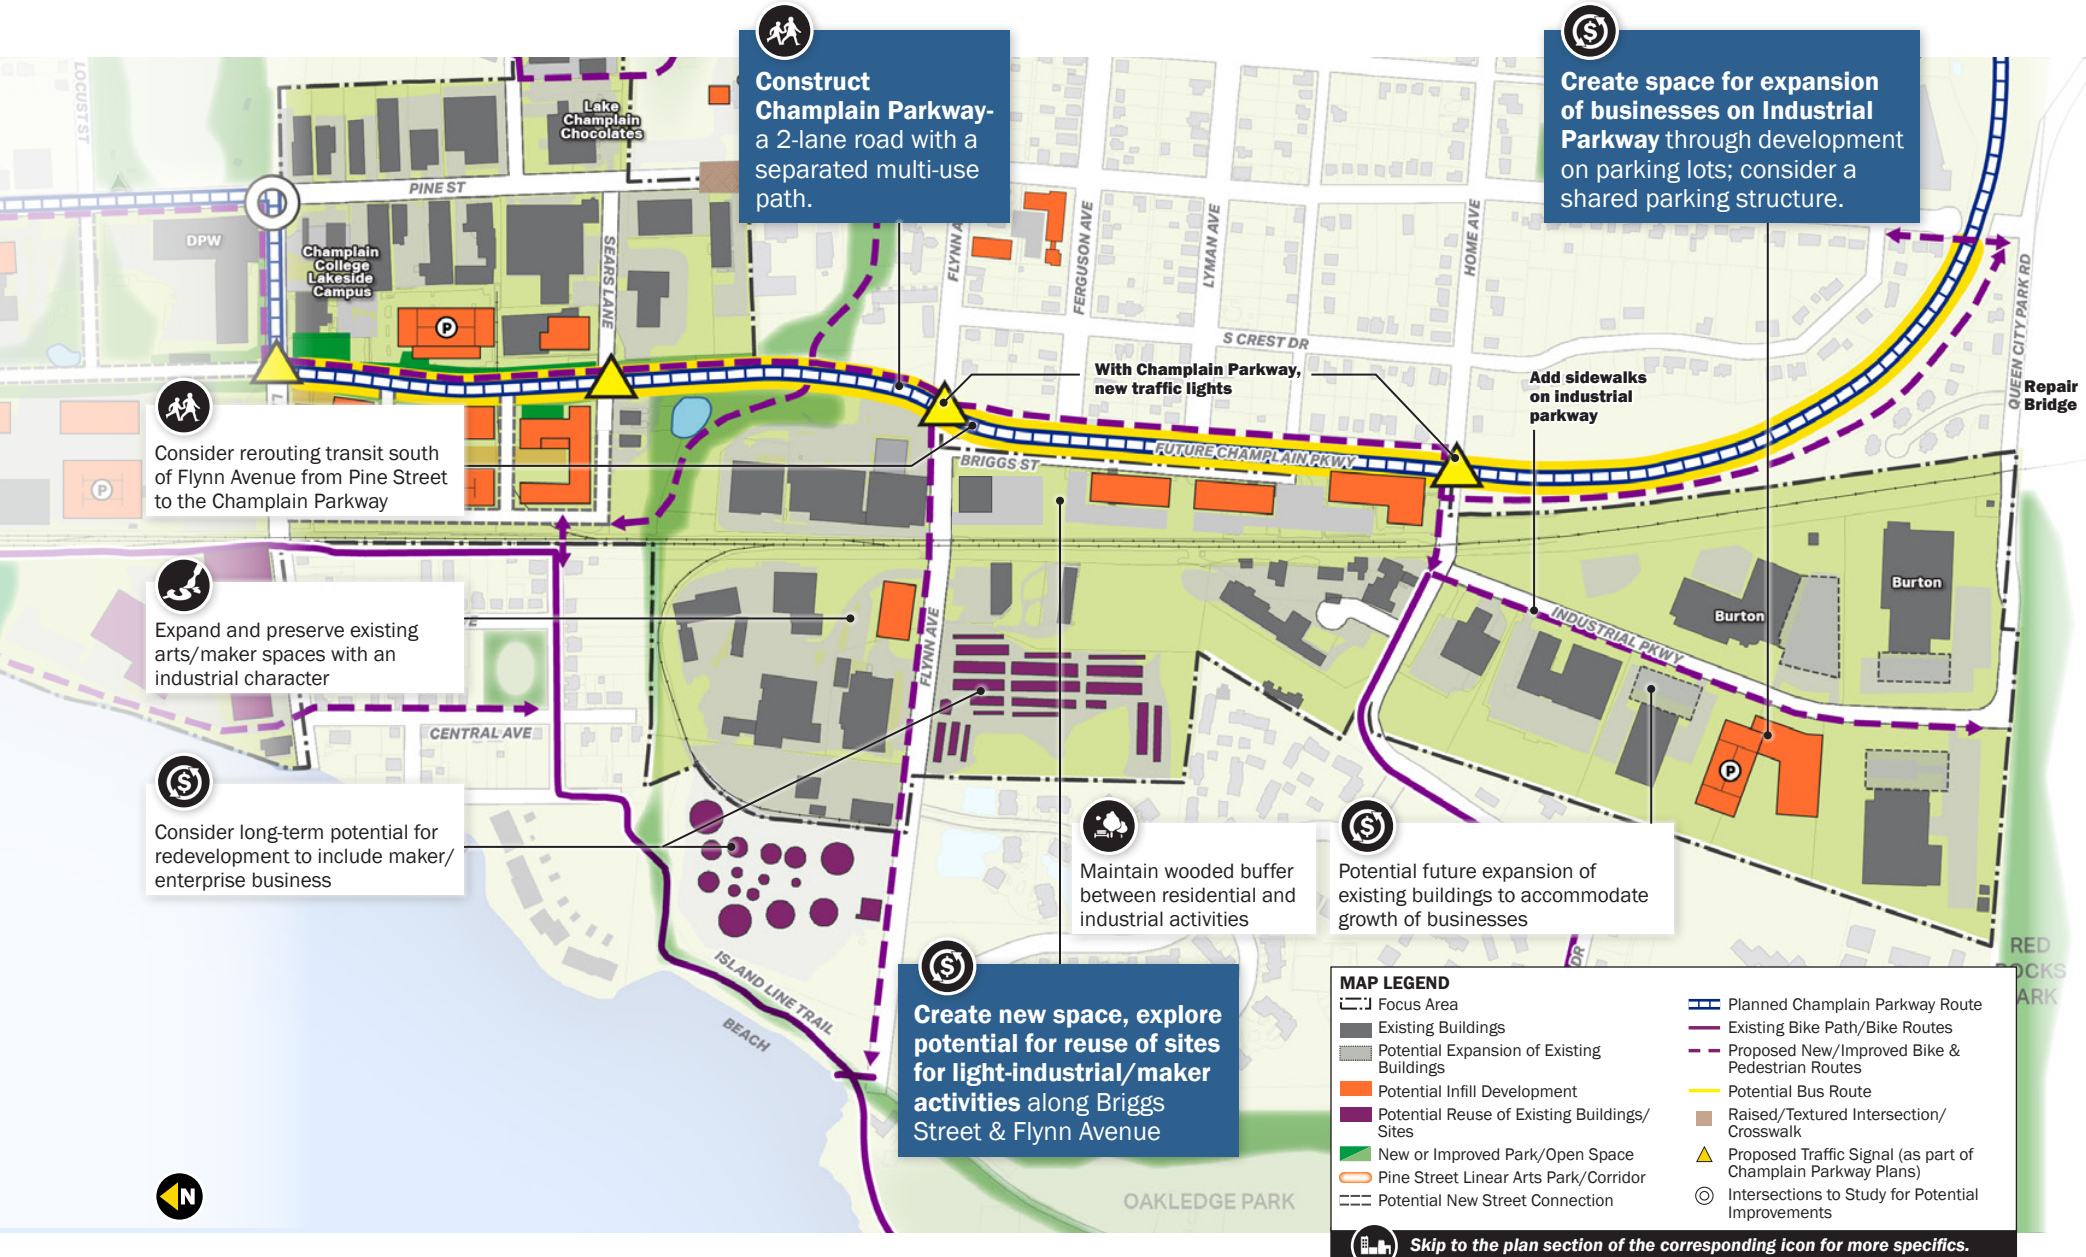 Construct
Champlain Parkway-
a 2-lane road with a
separated multi-use
path.
Create space for expansion
of businesses on Industrial
Parkway through development
on parking lots; consider a
shared parking structure.
LOCUST ST
Lake
Champlain
Chocolates
PINE ST
DPW
Champlain
College
Lakeside
Campus
SEARS LANE
P
FLYNN A
FERGUSON AVE
LYMAN AVE
HOME AVE
S CREST DR
QUEEN CITY PARK RD
With Champlain Parkway,
new traffic lights
Add sidewalks
on industrial
parkway
Repair
Bridge
L
Consider rerouting transit south
of Flynn Avenue from Pine Street
to the Champlain Parkway
P
BRIGGS ST
FUTURE CHAMPLAIN PKWY
Expand and preserve existing
arts/maker spaces with an
industrial character
VE
FLYNN AVE
INDUSTRIAL PKWY
Burton
Burton
CENTRAL AVE
P
Consider long-term potential for
redevelopment to include maker/
enterprise business
Maintain wooded buffer
between residential and
industrial activities
Potential future expansion of
existing buildings to accommodate
growth of businesses
ISLAND LINE TRAIL
BEACH
DR
RED
OCKS
ARK
Create new space, explore
potential for reuse of sites
for light-industrial/maker
activities along Briggs
Street & Flynn Avenue
OAKLEDGE PARK
N
MAP LEGEND
Focus Area
Existing Buildings
Potential Expansion of Existing
Buildings
Potential Infill Development
Potential Reuse of Existing Buildings/
Sites
New or Improved Park/Open Space
Pine Street Linear Arts Park/Corridor
Potential New Street Connection
Planned Champlain Parkway Route
Existing Bike Path/Bike Routes
Proposed New/Improved Bike &
Pedestrian Routes
Potential Bus Route
Raised/Textured Intersection/
Crosswalk
Proposed Traffic Signal (as part of
Champlain Parkway Plans)
Intersections to Study for Potential
Improvements
Skip to the plan section of the corresponding icon for more specifics.